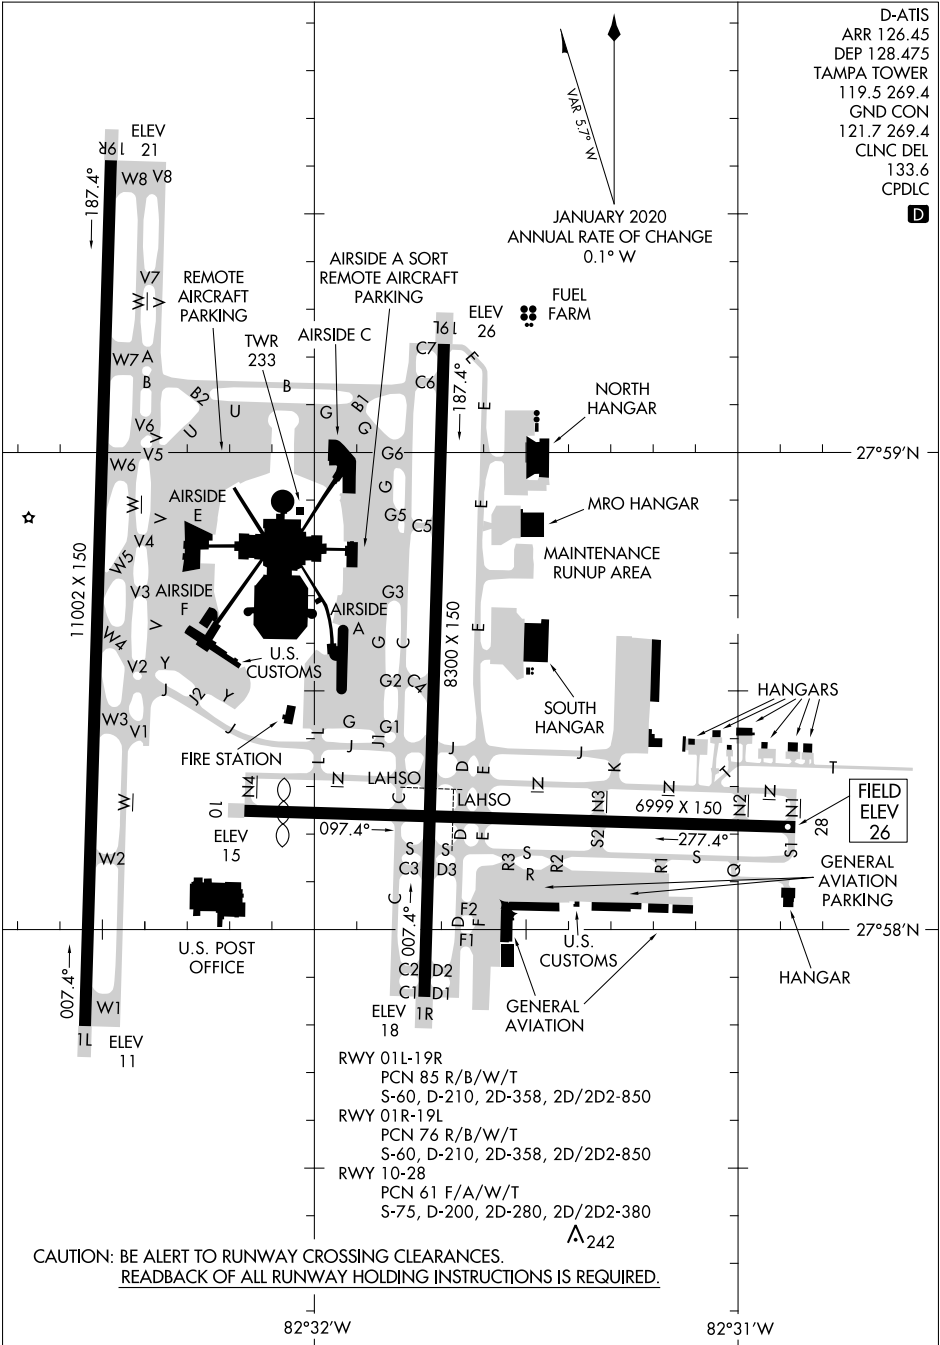 D-ATIS
ARR 126.45
DEP 128.475
TAMPA TOWER
119.5 269.4
GND CON
121.7 269.4
CLNC DEL
133.6
CPDLC
D
VAR 5.7° W
JANUARY 2020
ANNUAL RATE OF CHANGE
0.1° W
ELEV
21
19R
W8 V8
187.4°
V7
W V
REMOTE
AIRCRAFT
PARKING
AIRSIDE A SORT
REMOTE AIRCRAFT
PARKING
TWR
233
AIRSIDE C
19L
ELEV
26
FUEL
FARM
C7
E
W7 A
B
B2
B
C6
187.4°
U
G
B1
E
NORTH
HANGAR
V6
V
U
G
V5
W6
G6
27°59'N
AIRSIDE
E
W
V
G
G5
C5
E
MRO HANGAR
MAINTENANCE
RUNUP AREA
V4
W5
11002 X 150
V3
AIRSIDE
F
G3
8300 X 150
AIRSIDE
A
V
W4
G
C
E
U.S.
CUSTOMS
V2
Y
J
J2
Y
G2
C4
SOUTH
HANGAR
HANGARS
W3
V1
J
G
G1
L
J
J1
J
J
FIRE STATION
L
D
E
K
T
T
LAHSO
N4
N
N
N
N
W
C
LAHSO
N3
6999 X 150
N2
N1
FIELD
ELEV
26
10
ELEV
15
097.4°
D
E
S2
277.4°
28
S1
W2
S
S
C3
D3
R3
S
R
R2
R1
S
Q
GENERAL
AVIATION
PARKING
C
007.4°
D
F2
F
F1
U.S. POST
OFFICE
U.S.
CUSTOMS
27°58'N
HANGAR
007.4°
C2
D2
C1
D1
W1
1L
ELEV
11
ELEV
18
1R
GENERAL
AVIATION
RWY 01L-19R
PCN 85 R/B/W/T
S-60, D-210, 2D-358, 2D/2D2-850
RWY 01R-19L
PCN 76 R/B/W/T
S-60, D-210, 2D-358, 2D/2D2-850
RWY 10-28
PCN 61 F/A/W/T
S-75, D-200, 2D-280, 2D/2D2-380
242
CAUTION: BE ALERT TO RUNWAY CROSSING CLEARANCES.
READBACK OF ALL RUNWAY HOLDING INSTRUCTIONS IS REQUIRED.
82°32'W
82°31'W